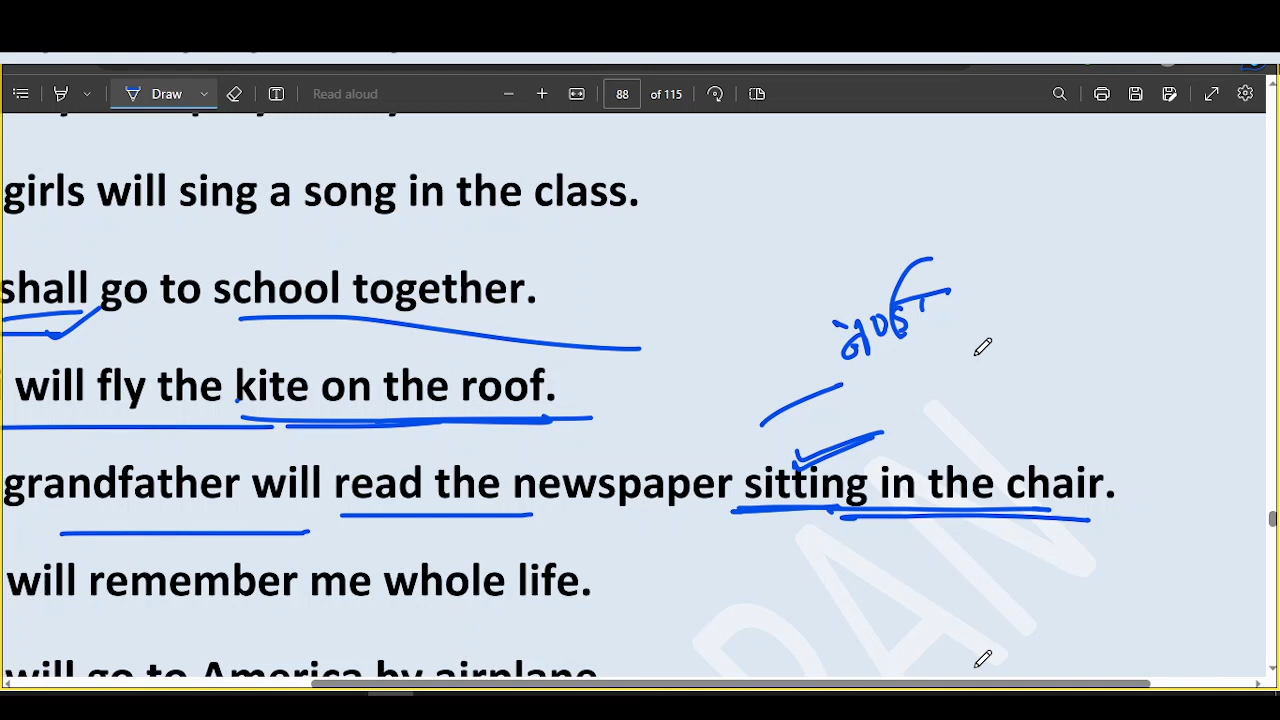 Draw
Read aloud
88 of 115
girls will sing a song in the class.
shall go to school together.
will fly the kite on the roof.
grandfather will read the newspaper sitting in the chair.
will remember me whole life.
will go to America by airplane